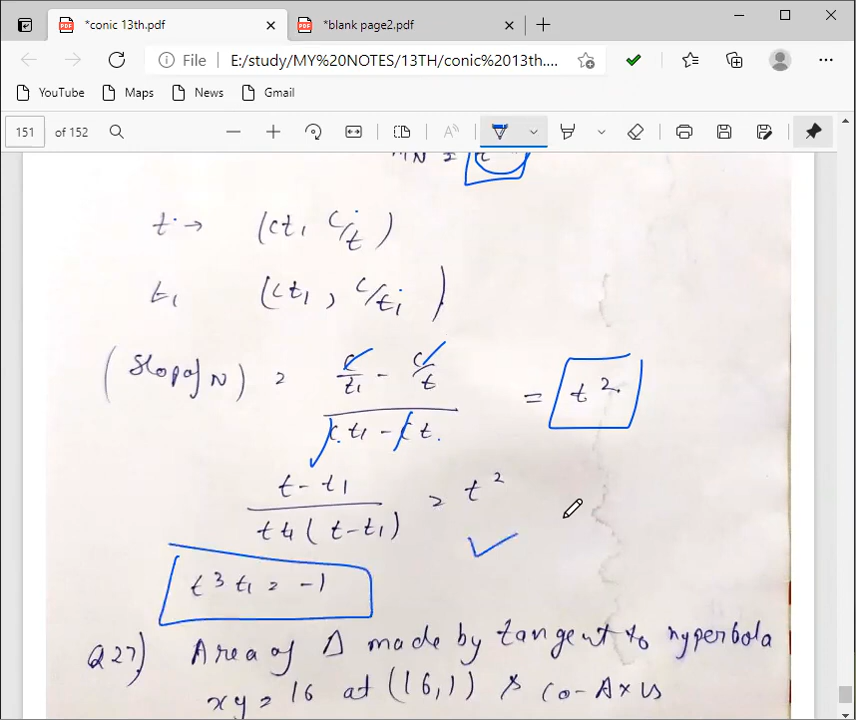 *conic 13th.pdf
*blank page2.pdf
File E:/study/MY%20NOTES/13TH/conic%2013th....
YouTube Maps News Gmail
151 of 152
t → (ct, c/t)
t1 (ct1, c/t1)
(Slope of N) = (c/t1 - c/t) / (ct1 - ct) = t²
(t - t1) / (tt1(t - t1)) = t²
t³t1 = -1
Q27) Area of Δ made by tangent to hyperbola
xy = 16 at (16,1) & Co-Axis